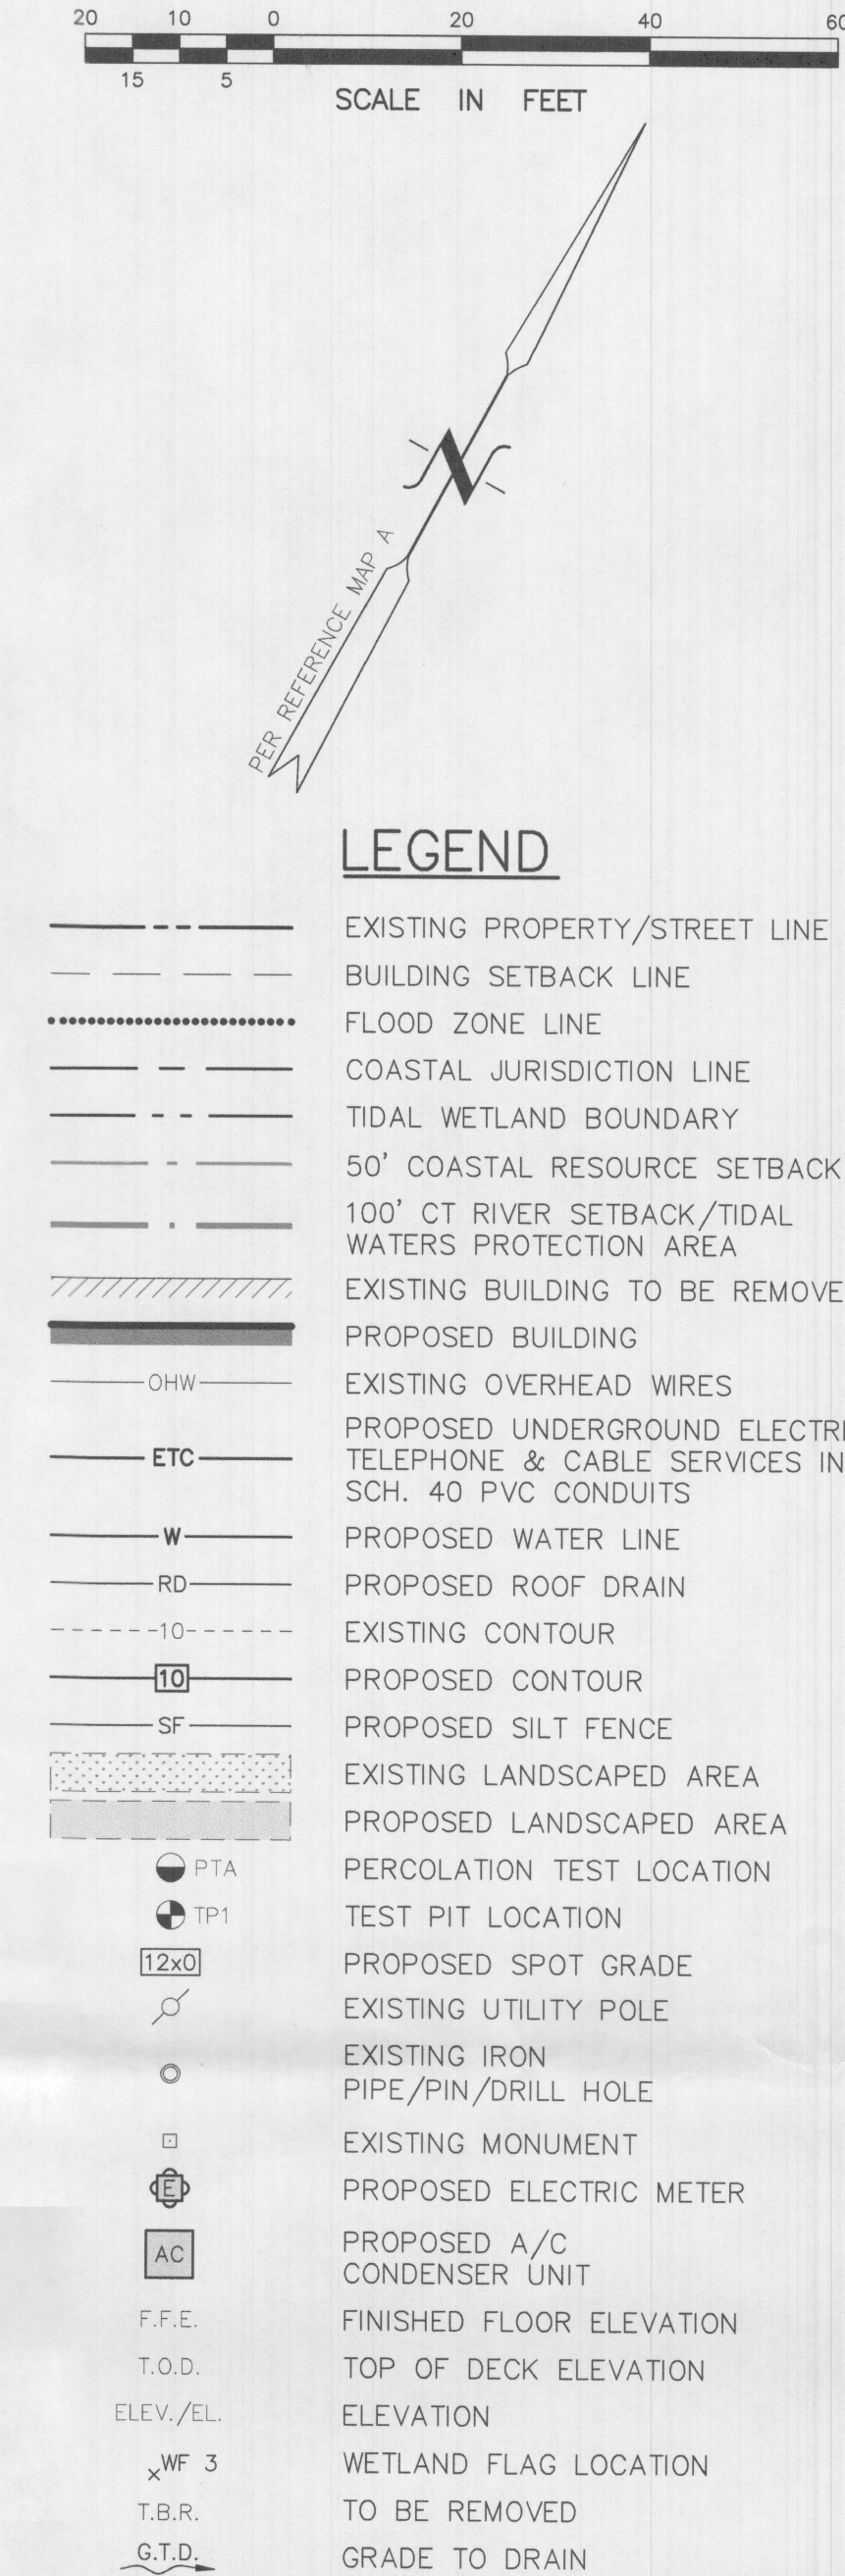 20 10 0 20 40 60
15 5
SCALE IN FEET
N
PER REFERENCE MAP A
LEGEND
EXISTING PROPERTY/STREET LINE
BUILDING SETBACK LINE
FLOOD ZONE LINE
COASTAL JURISDICTION LINE
TIDAL WETLAND BOUNDARY
50' COASTAL RESOURCE SETBACK
100' CT RIVER SETBACK/TIDAL
WATERS PROTECTION AREA
EXISTING BUILDING TO BE REMOVE
PROPOSED BUILDING
OHW EXISTING OVERHEAD WIRES
PROPOSED UNDERGROUND ELECTRI
ETC TELEPHONE & CABLE SERVICES IN
SCH. 40 PVC CONDUITS
W PROPOSED WATER LINE
RD PROPOSED ROOF DRAIN
10 EXISTING CONTOUR
10 PROPOSED CONTOUR
SF PROPOSED SILT FENCE
EXISTING LANDSCAPED AREA
PROPOSED LANDSCAPED AREA
PTA PERCOLATION TEST LOCATION
TP1 TEST PIT LOCATION
12x0 PROPOSED SPOT GRADE
EXISTING UTILITY POLE
EXISTING IRON
PIPE/PIN/DRILL HOLE
EXISTING MONUMENT
E PROPOSED ELECTRIC METER
AC PROPOSED A/C
CONDENSER UNIT
F.F.E. FINISHED FLOOR ELEVATION
T.O.D. TOP OF DECK ELEVATION
ELEV./EL. ELEVATION
x WF 3 WETLAND FLAG LOCATION
T.B.R. TO BE REMOVED
G.T.D. GRADE TO DRAIN